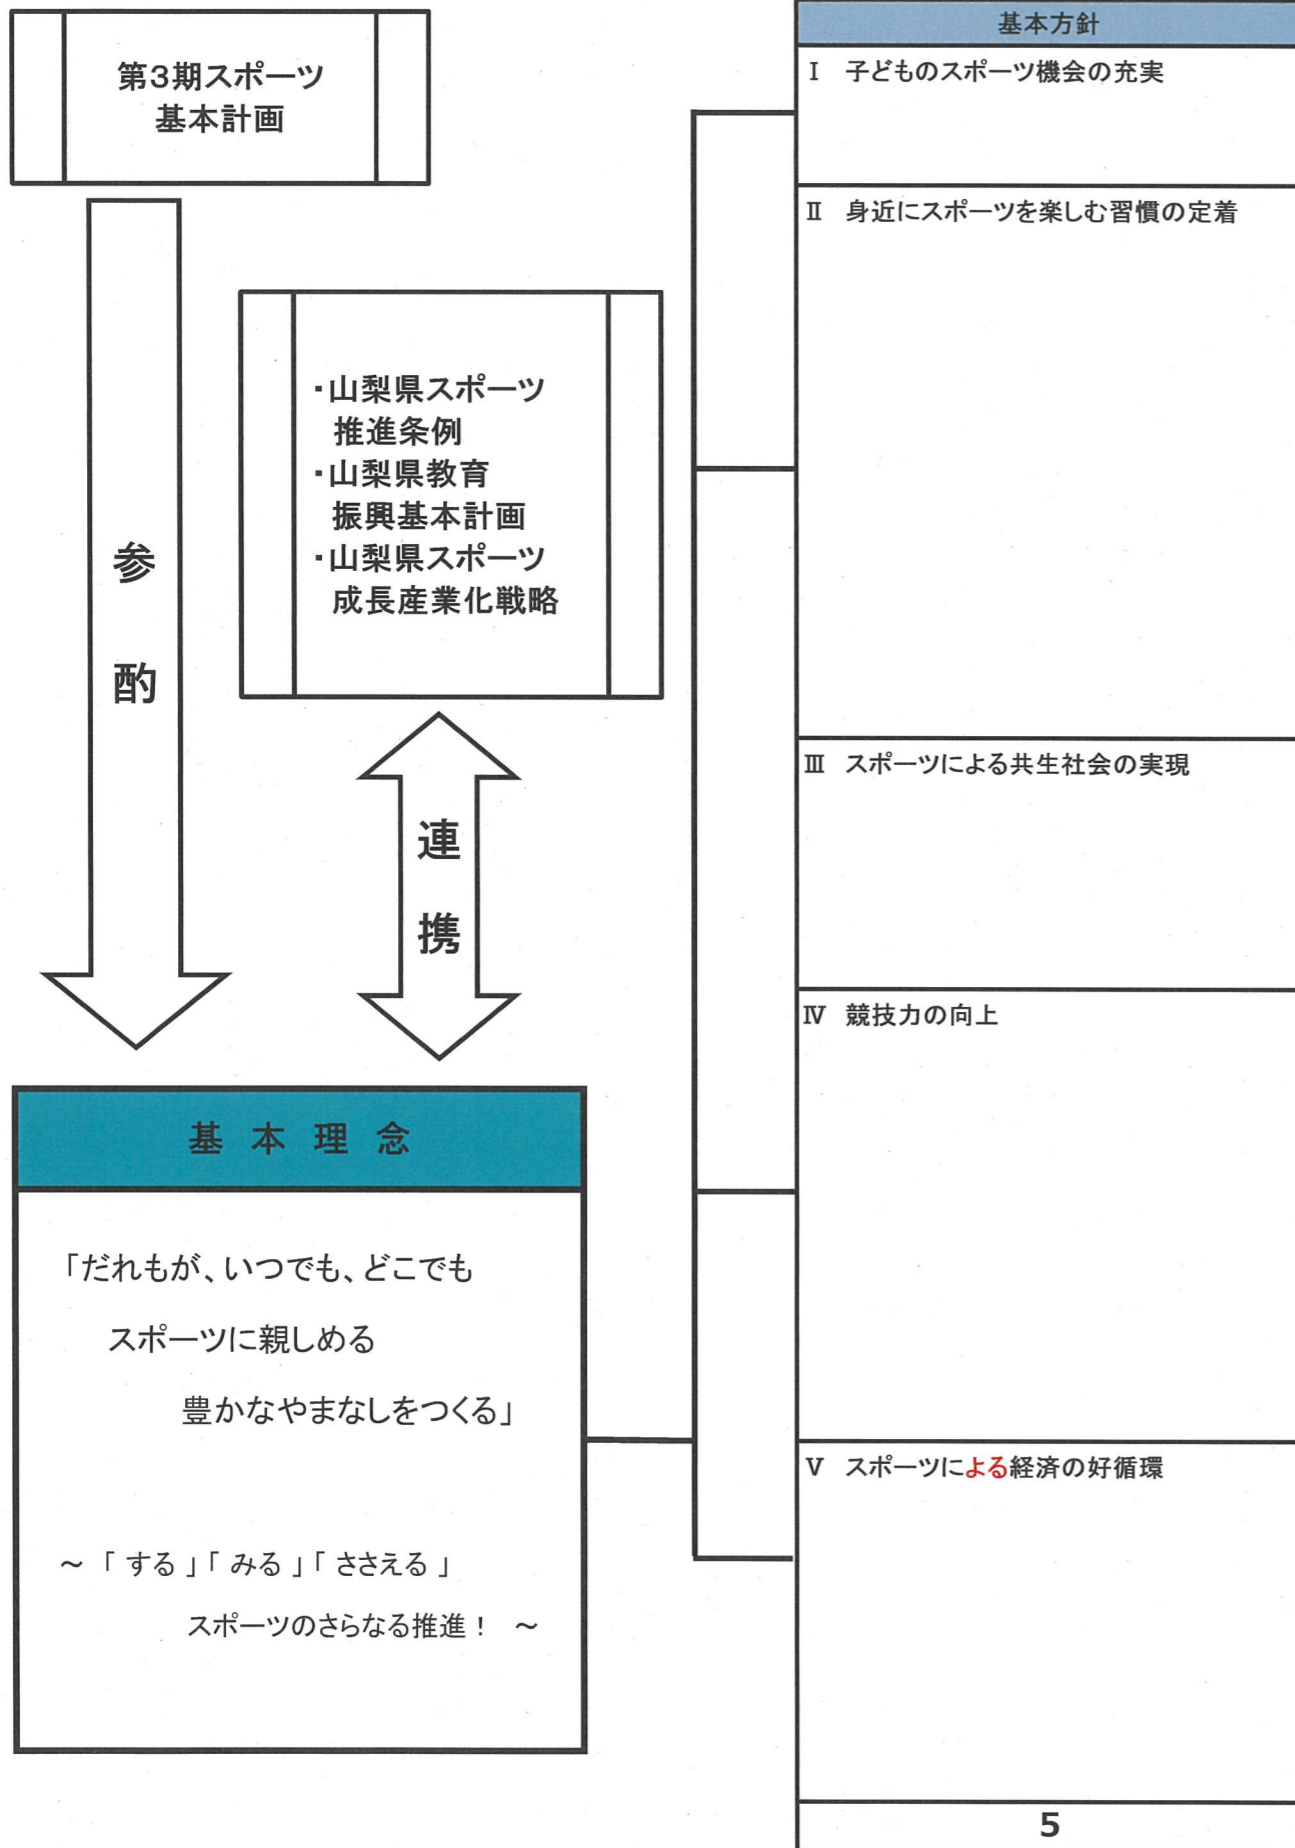 第3期スポーツ
基本計画
参
酌
・山梨県スポーツ
推進条例
・山梨県教育
振興基本計画
・山梨県スポーツ
成長産業化戦略
連
携
基本理念
「だれもが、いつでも、どこでも
スポーツに親しめる
豊かなやまなしをつくる」
～「する」「みる」「ささえる」
スポーツのさらなる推進！ ～
基本方針
Ⅰ 子どものスポーツ機会の充実
Ⅱ 身近にスポーツを楽しむ習慣の定着
Ⅲ スポーツによる共生社会の実現
Ⅳ 競技力の向上
Ⅴ スポーツによる経済の好循環
5